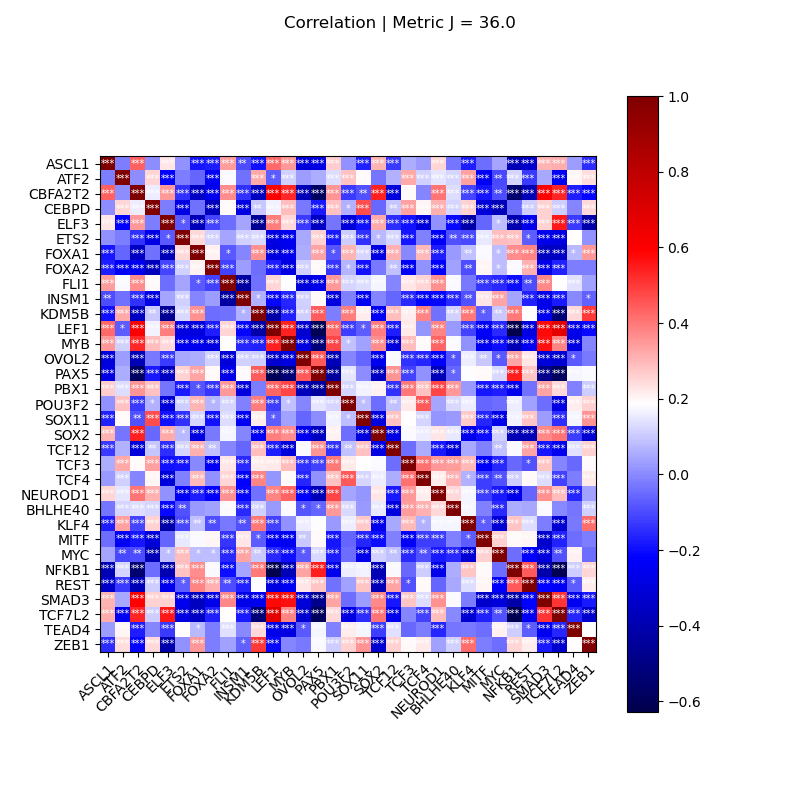 Correlation | Metric J = 36.0
ASCL1
ATF2
CBFA2T2
CEBPD
ELF3
ETS2
FOXA1
FOXA2
FLI1
INSM1
KDM5B
LEF1
MYB
OVOL2
PAX5
PBX1
POU3F2
SOX11
SOX2
TCF12
TCF3
TCF4
NEUROD1
BHLHE40
KLF4
MITF
MYC
NFKB1
REST
SMAD3
TCF7L2
TEAD4
ZEB1
ASCL1
ATF2
CBFA2T2
CEBPD
ELF3
ETS2
FOXA1
FOXA2
FLI1
INSM1
KDM5B
LEF1
MYB
OVOL2
PAX5
PBX1
POU3F2
SOX11
SOX2
TCF12
TCF3
TCF4
NEUROD1
BHLHE40
KLF4
MITF
MYC
NFKB1
REST
SMAD3
TCF7L2
TEAD4
ZEB1
1.0
0.8
0.6
0.4
0.2
0.0
−0.2
−0.4
−0.6